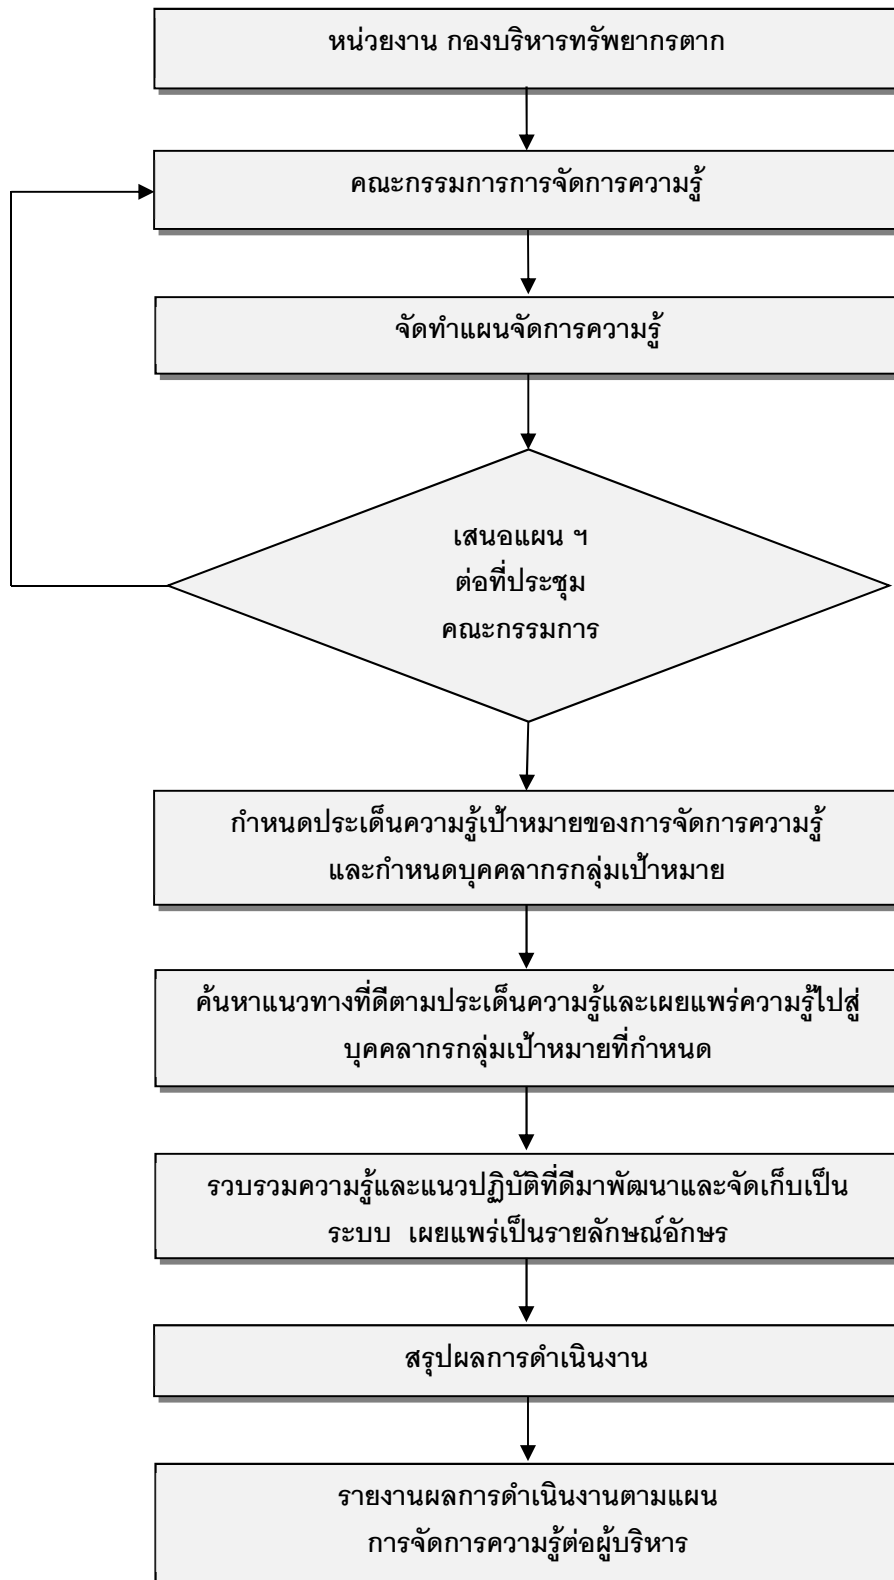 หน่วยงาน กองบริหารทรัพยากรตาก
คณะกรรมการการจัดการความรู้
จัดทำแผนจัดการความรู้
เสนอแผน ฯ
ต่อที่ประชุม
คณะกรรมการ
กำหนดประเด็นความรู้เป้าหมายของการจัดการความรู้
และกำหนดบุคคลากรกลุ่มเป้าหมาย
ค้นหาแนวทางที่ดีตามประเด็นความรู้และเผยแพร่ความรู้ไปสู่
บุคคลากรกลุ่มเป้าหมายที่กำหนด
รวบรวมความรู้และแนวปฏิบัติที่ดีมาพัฒนาและจัดเก็บเป็น
ระบบ เผยแพร่เป็นรายลักษณ์อักษร
สรุปผลการดำเนินงาน
รายงานผลการดำเนินงานตามแผน
การจัดการความรู้ต่อผู้บริหาร